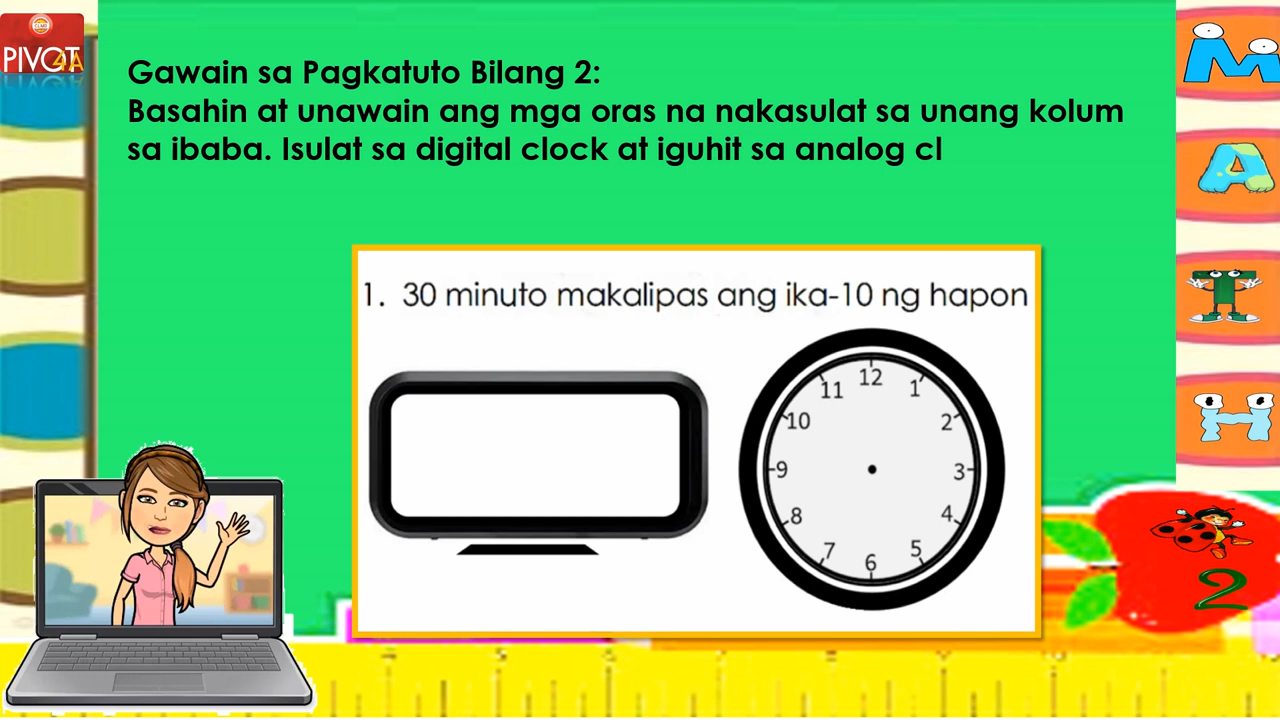 PIVOT 4A
Gawain sa Pagkatuto Bilang 2:
Basahin at unawain ang mga oras na nakasulat sa unang kolum
sa ibaba. Isulat sa digital clock at iguhit sa analog cl
1. 30 minuto makalipas ang ika-10 ng hapon
12
1
2
3
4
5
6
7
8
9
10
11
M
A
T
H
2